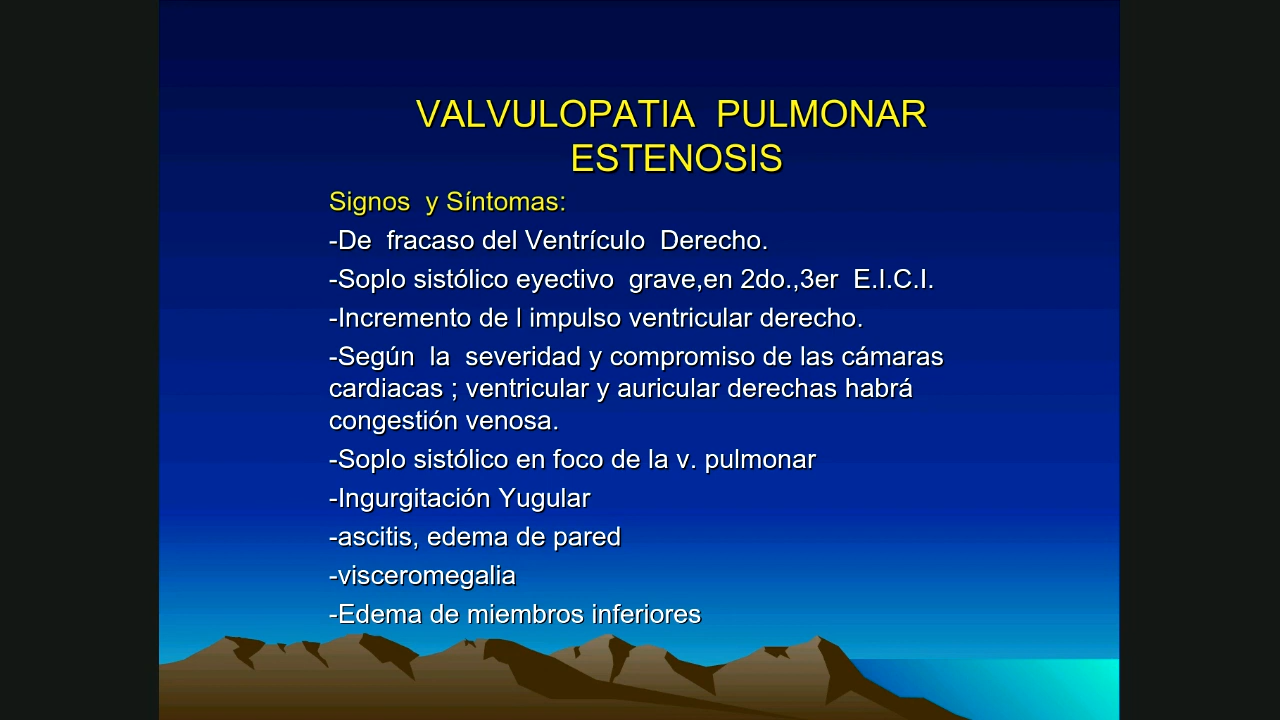 VALVULOPATIA  PULMONAR
ESTENOSIS
Signos  y Síntomas:
-De  fracaso del Ventrículo  Derecho.
-Soplo sistólico eyectivo  grave,en 2do.,3er  E.I.C.I.
-Incremento de l impulso ventricular derecho.
-Según  la  severidad y compromiso de las cámaras
cardiacas ; ventricular y auricular derechas habrá
congestión venosa.
-Soplo sistólico en foco de la v. pulmonar
-Ingurgitación Yugular
-ascitis, edema de pared
-visceromegalia
-Edema de miembros inferiores